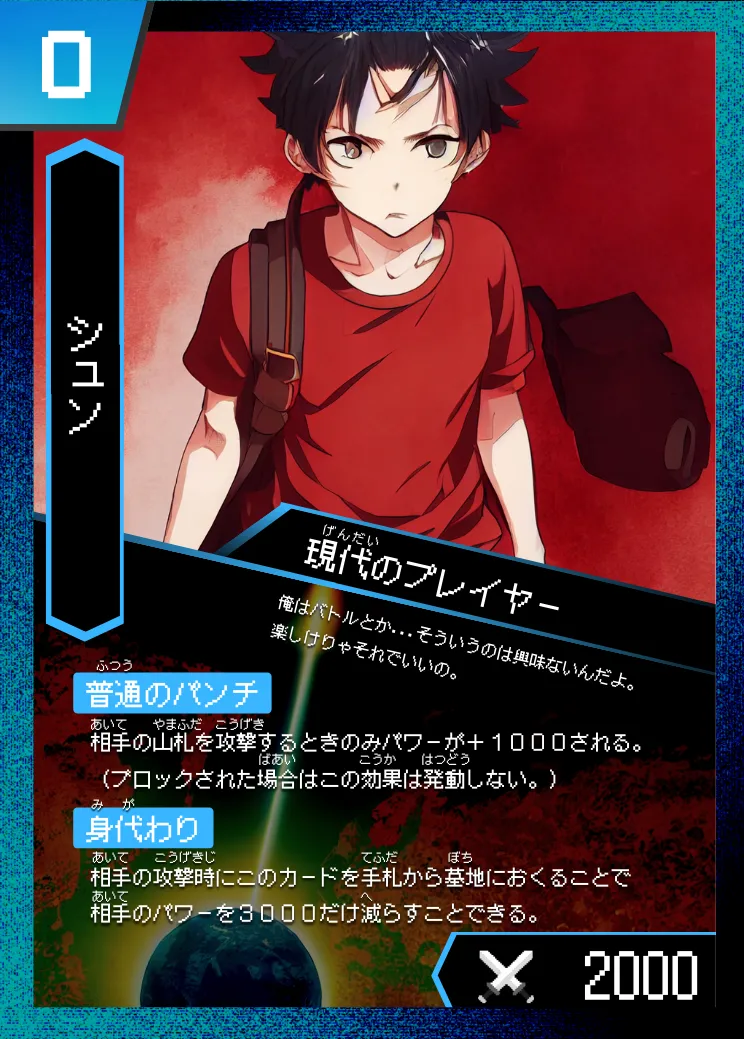 0
シュン
現代のプレイヤー
げんだい
俺はバトルとか...そういうのは興味ないんだよ。
楽しけりゃそれでいいの。
ふつう
普通のパンチ
あいて やまふだ こうげき
相手の山札を攻撃するときのみパワーが＋１０００される。
ばあい こうか はつどう
（ブロックされた場合はこの効果は発動しない。）
み が
身代わり
あいて こうげきじ てふだ ぼち
相手の攻撃時にこのカードを手札から墓地におくることで
あいて へ
相手のパワーを３０００だけ減らすことできる。
2000